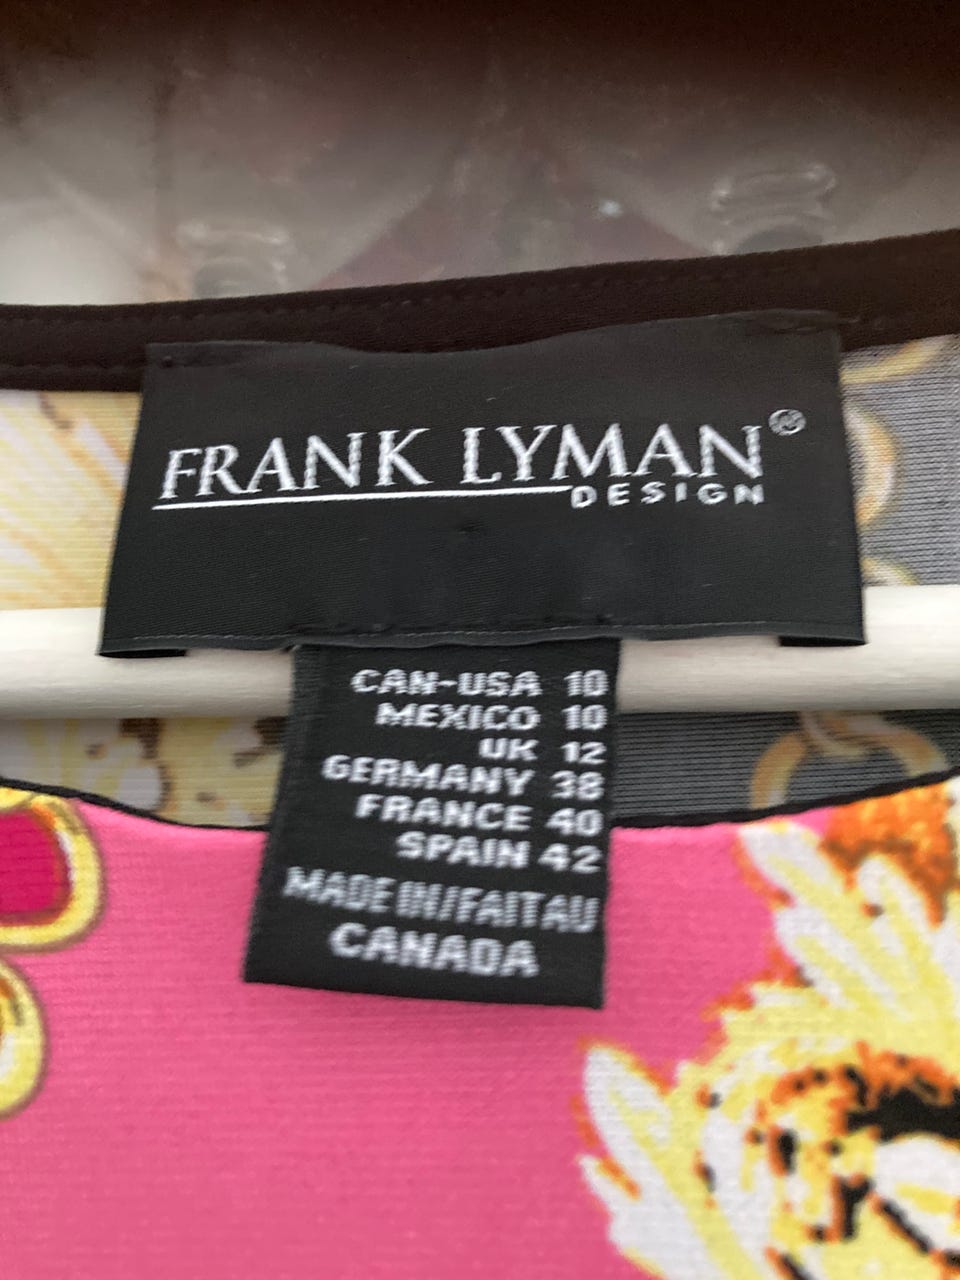 FRANK LYMAN®
DESIGN
CAN-USA 10
MEXICO 10
UK 12
GERMANY 38
FRANCE 40
SPAIN 42
MADE IN/FAIT AU
CANADA